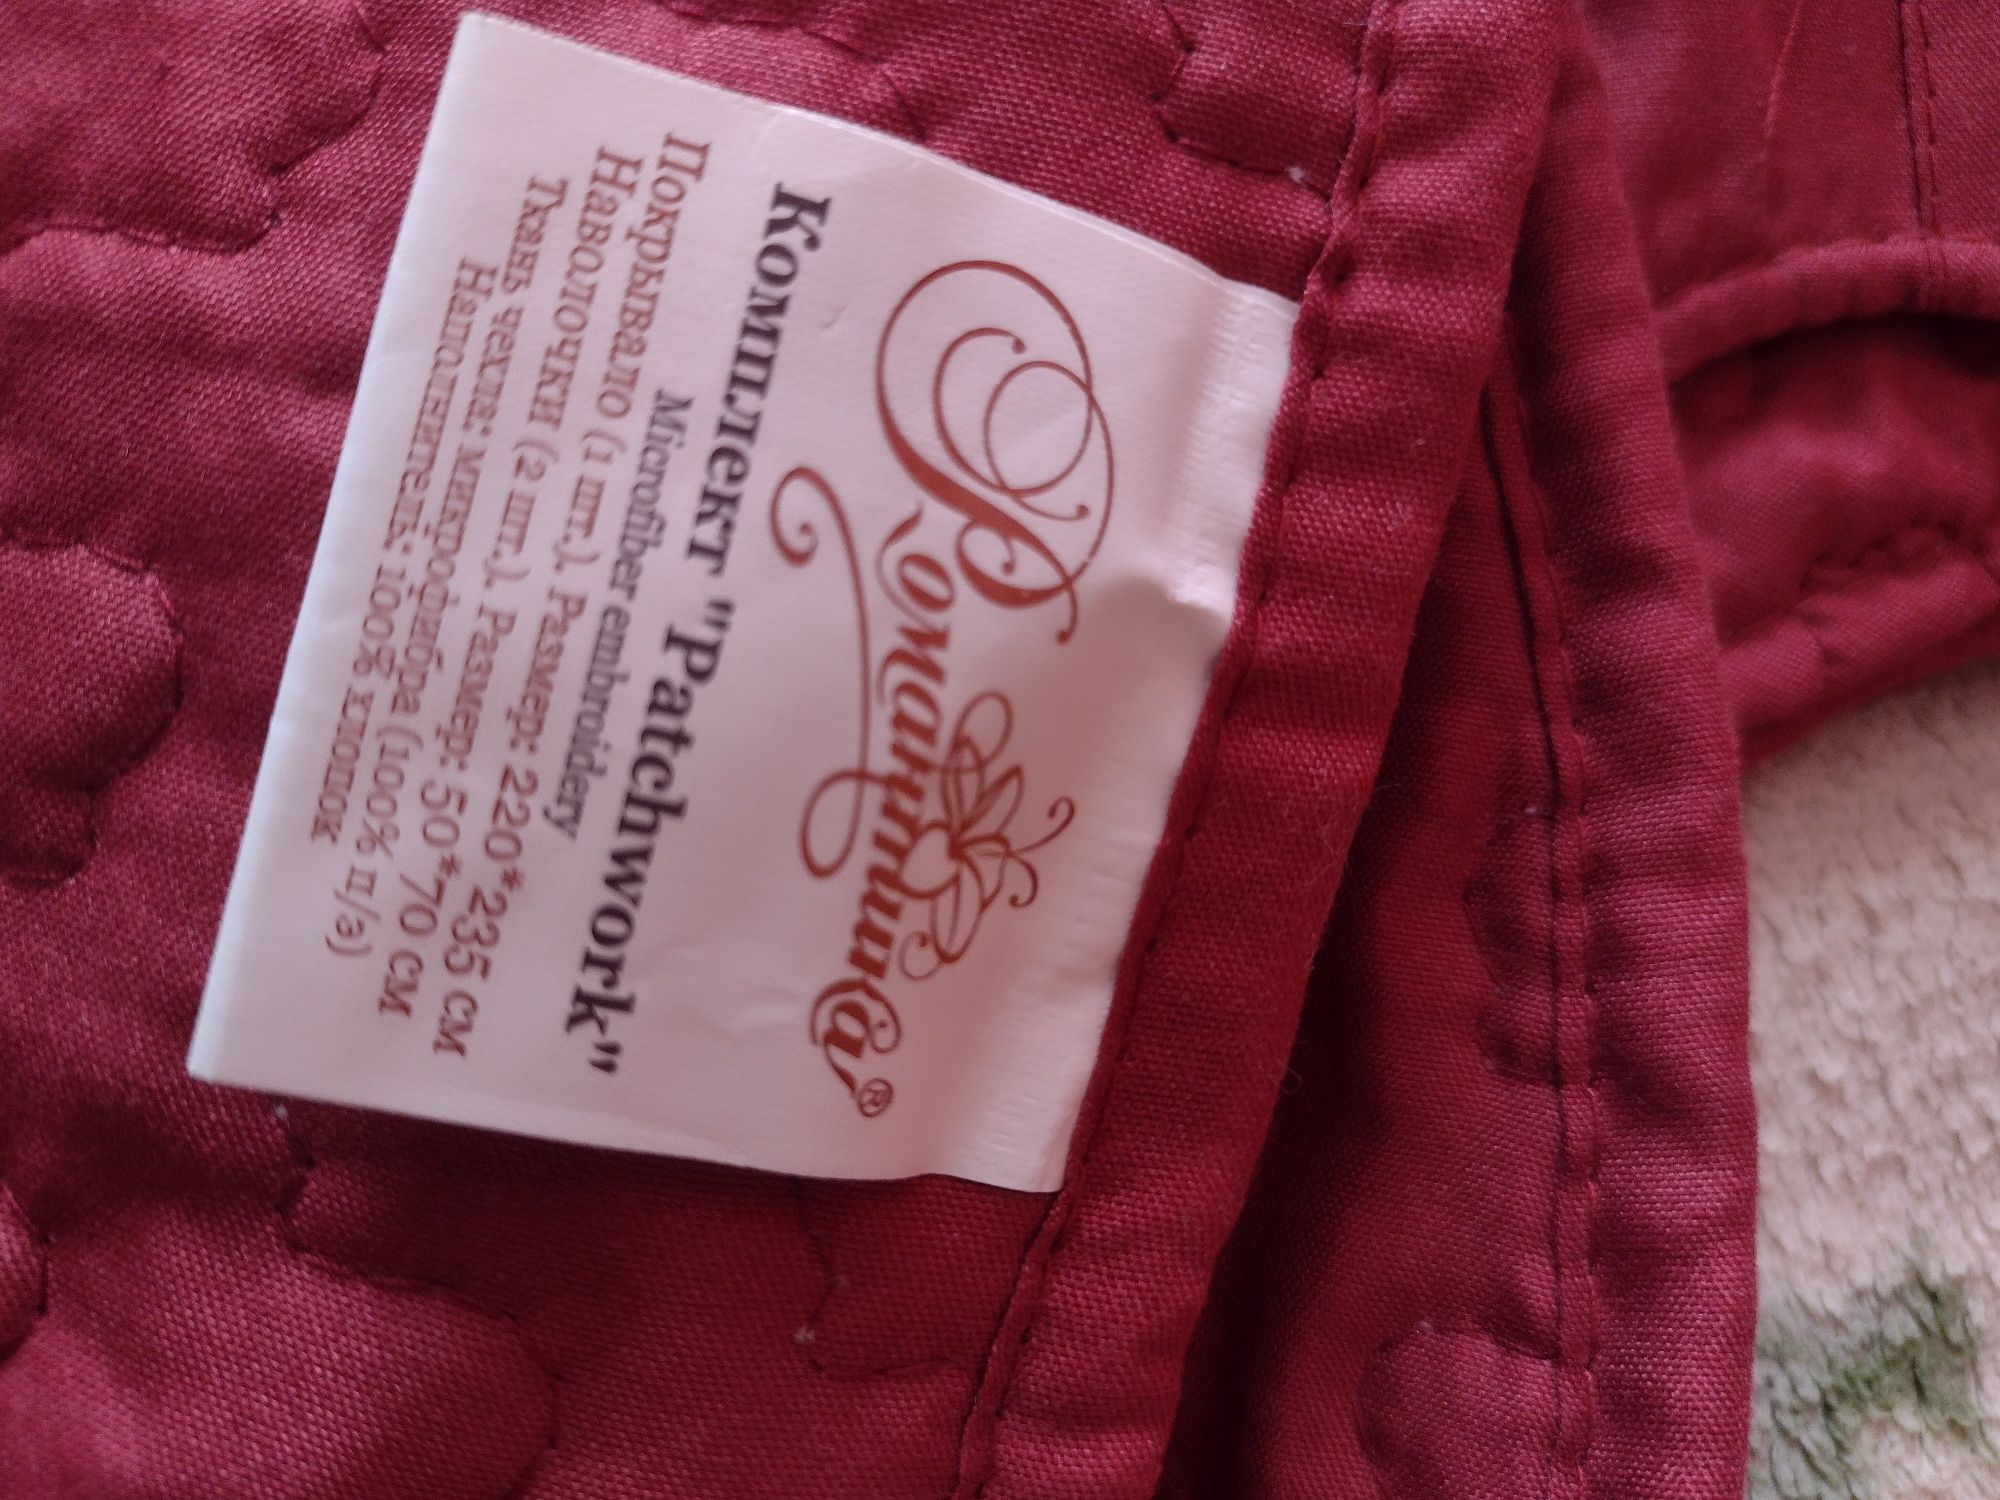 Романтика®
Комплект "Patchwork"
Microfiber embroidery
Покрывало (1 шт.). Размер: 220*235 см
Наволочки (2 шт.). Размер: 50*70 см
Ткань чехла: микрофибра (100% п/э)
Наполнитель: 100% хлопок